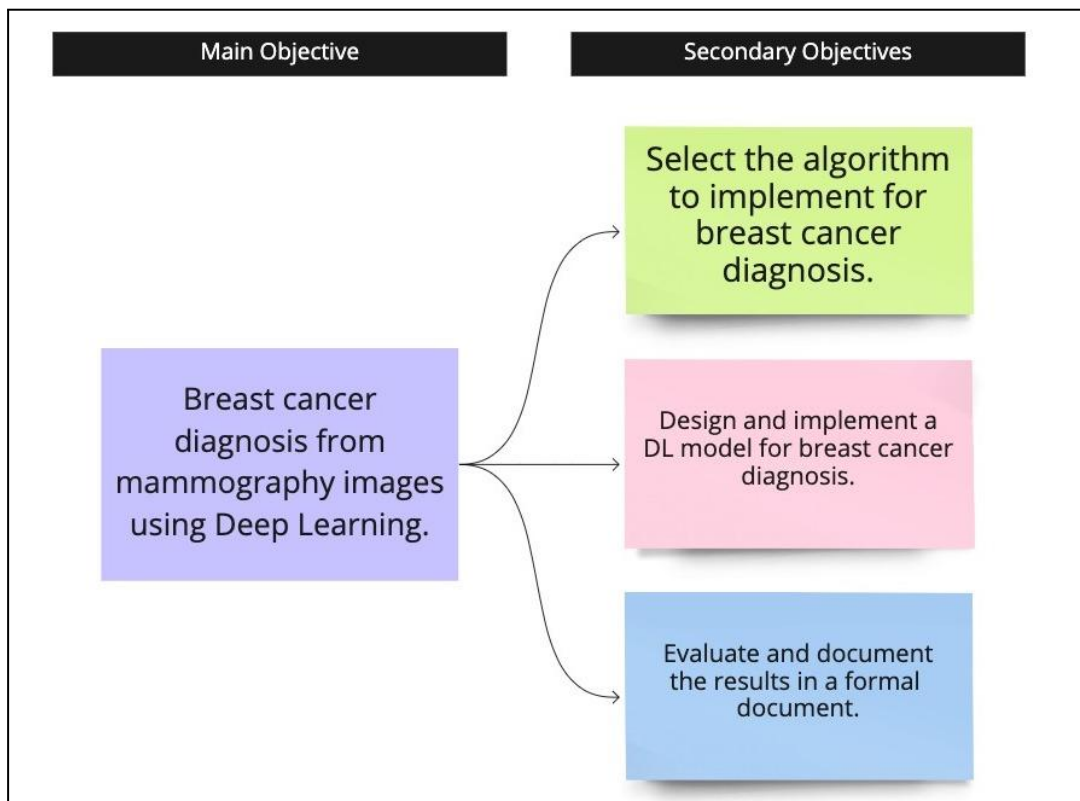 Main Objective
Secondary Objectives
Select the algorithm
to implement for
breast cancer
diagnosis.
Breast cancer
diagnosis from
mammography images
using Deep Learning.
Design and implement a
DL model for breast cancer
diagnosis.
Evaluate and document
the results in a formal
document.